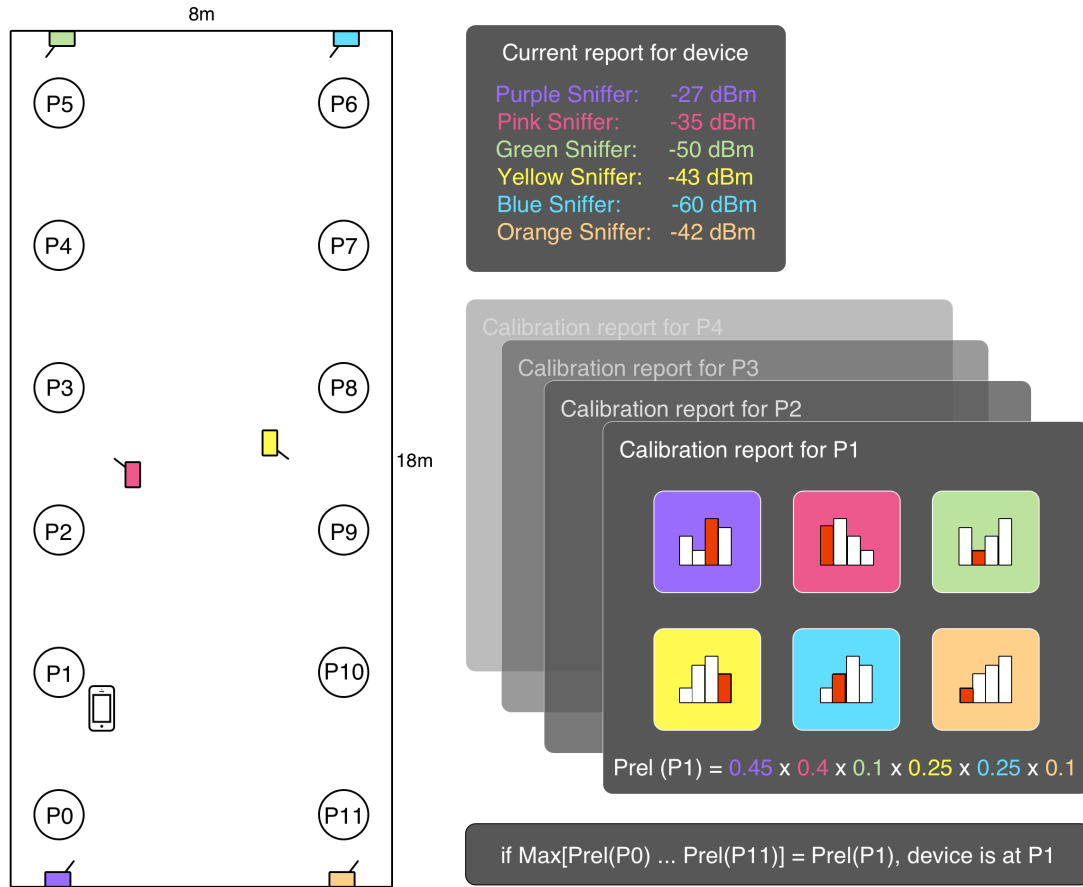 8m
P5
P6
P4
P7
P3
P8
18m
P2
P9
P1
P10
P0
P11
Current report for device
Purple Sniffer: -27 dBm
Pink Sniffer: -35 dBm
Green Sniffer: -50 dBm
Yellow Sniffer: -43 dBm
Blue Sniffer: -60 dBm
Orange Sniffer: -42 dBm
Calibration report for P4
Calibration report for P3
Calibration report for P2
Calibration report for P1
Prel (P1) = 0.45 x 0.4 x 0.1 x 0.25 x 0.25 x 0.1
if Max[Prel(P0) ... Prel(P11)] = Prel(P1), device is at P1